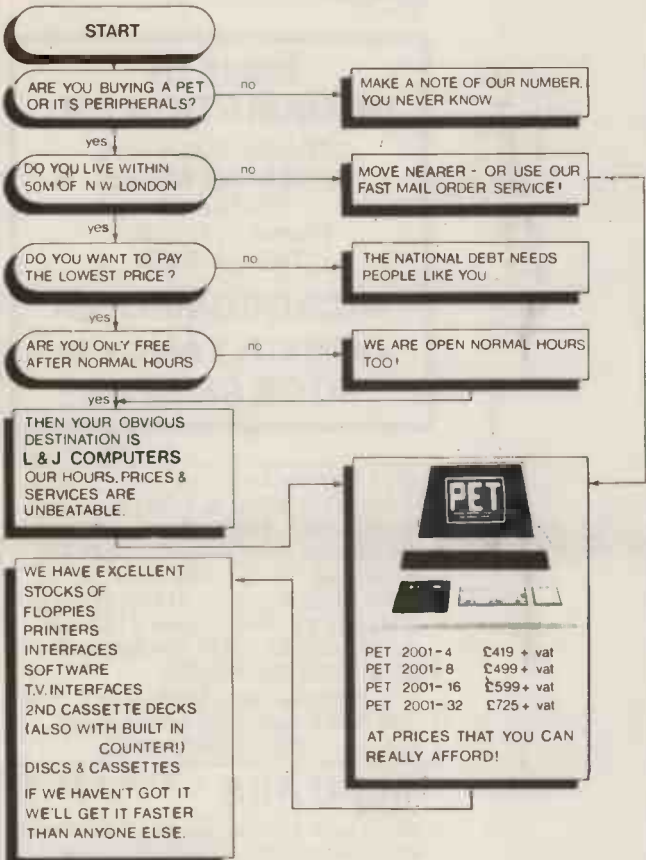 START
ARE YOU BUYING A PET
OR IT S PERIPHERALS?
no
MAKE A NOTE OF OUR NUMBER.
YOU NEVER KNOW
yes
DO YOU LIVE WITHIN
50M OF N W LONDON
no
MOVE NEARER - OR USE OUR
FAST MAIL ORDER SERVICE!
yes
DO YOU WANT TO PAY
THE LOWEST PRICE?
no
THE NATIONAL DEBT NEEDS
PEOPLE LIKE YOU
yes
ARE YOU ONLY FREE
AFTER NORMAL HOURS
no
WE ARE OPEN NORMAL HOURS
TOO!
yes
THEN YOUR OBVIOUS
DESTINATION IS
L & J COMPUTERS
OUR HOURS, PRICES &
SERVICES ARE
UNBEATABLE.
PET
PET 2001-4 £419 + vat
PET 2001-8 £499 + vat
PET 2001-16 £599 + vat
PET 2001-32 £725 + vat
AT PRICES THAT YOU CAN
REALLY AFFORD!
WE HAVE EXCELLENT
STOCKS OF
FLOPPIES
PRINTERS
INTERFACES
SOFTWARE
T.V. INTERFACES
2ND CASSETTE DECKS
(ALSO WITH BUILT IN
COUNTER!)
DISCS & CASSETTES
IF WE HAVEN'T GOT IT
WE'LL GET IT FASTER
THAN ANYONE ELSE.